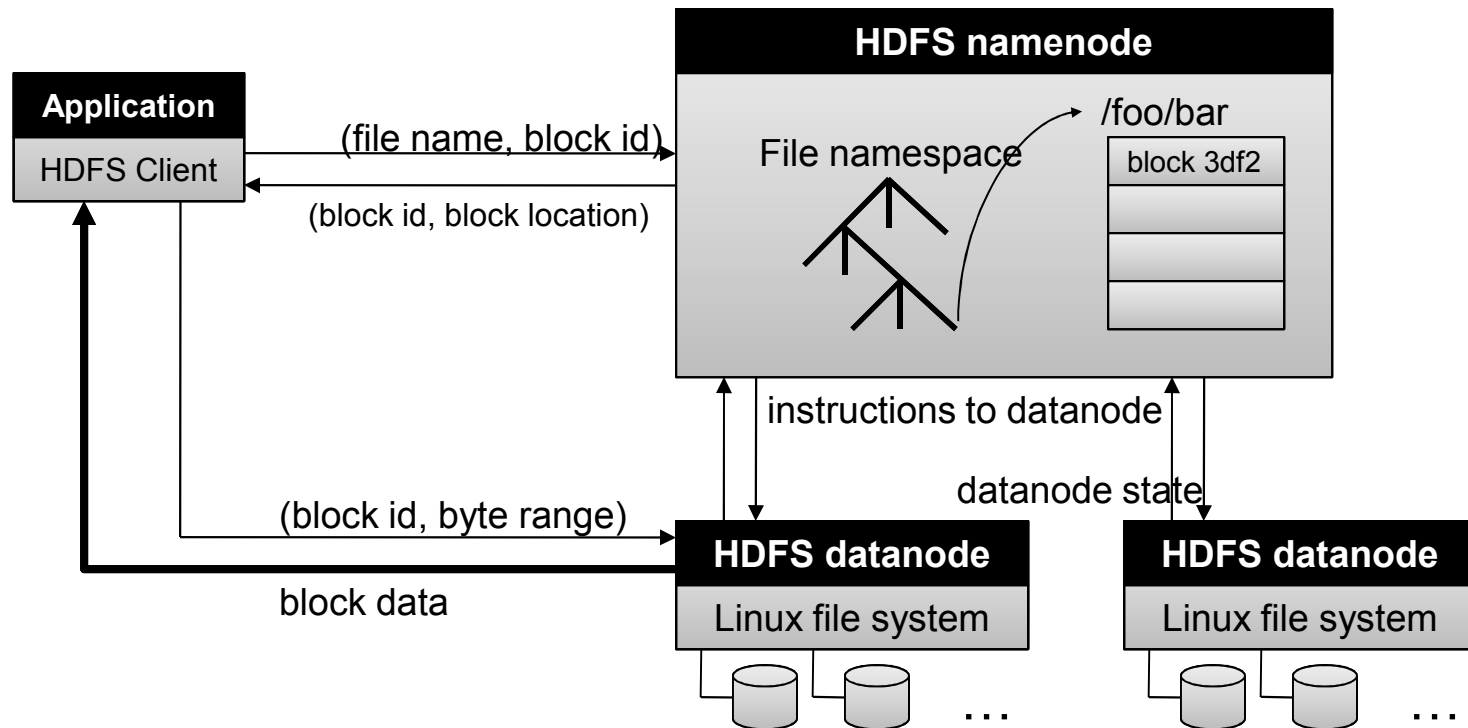 HDFS namenode
Application
HDFS Client
(file name, block id)
(block id, block location)
File namespace
/foo/bar
block 3df2
instructions to datanode
datanode state
(block id, byte range)
block data
HDFS datanode
Linux file system
...
HDFS datanode
Linux file system
...